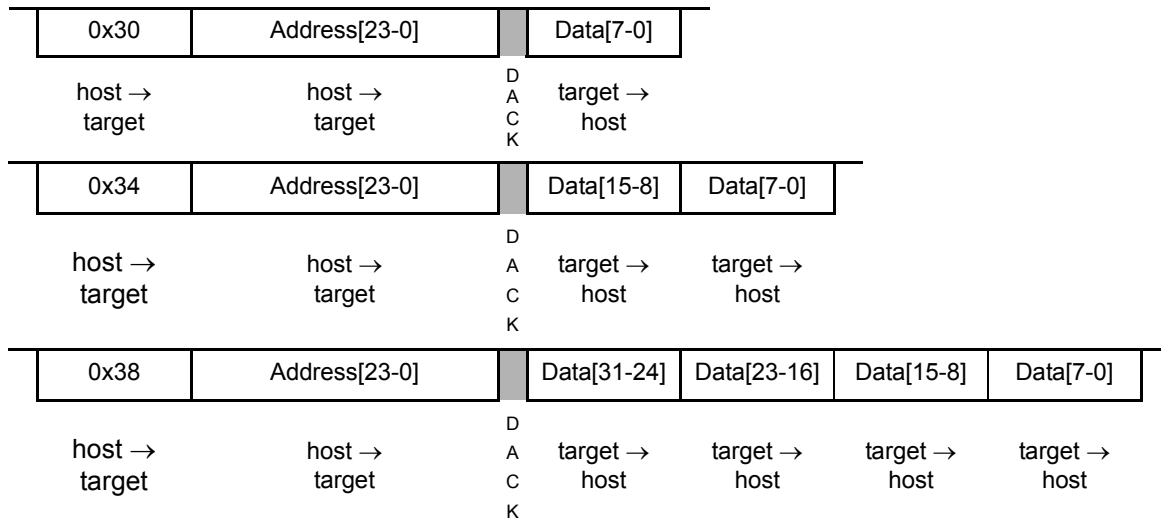 0x30 Address[23-0] Data[7-0]
host → target host → target D A C K target → host
0x34 Address[23-0] Data[15-8] Data[7-0]
host → target host → target D A C K target → host target → host
0x38 Address[23-0] Data[31-24] Data[23-16] Data[15-8] Data[7-0]
host → target host → target D A C K target → host target → host target → host target → host